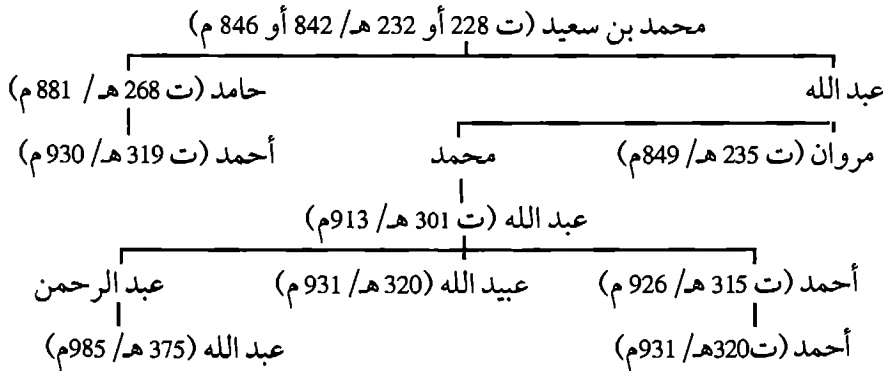 محمد بن سعيد (ت 228 أو 232 هـ/ 842 أو 846 م)
عبد الله حامد (ت 268 هـ/ 881 م)
مروان (ت 235 هـ/ 849م) محمد أحمد (ت 319 هـ/ 930 م)
عبد الله (ت 301 هـ/ 913م)
أحمد (ت 315 هـ/ 926 م) عبيد الله (320 هـ/ 931 م) عبد الرحمن
أحمد (ت320هـ/ 931م) عبد الله (375 هـ/ 985م)